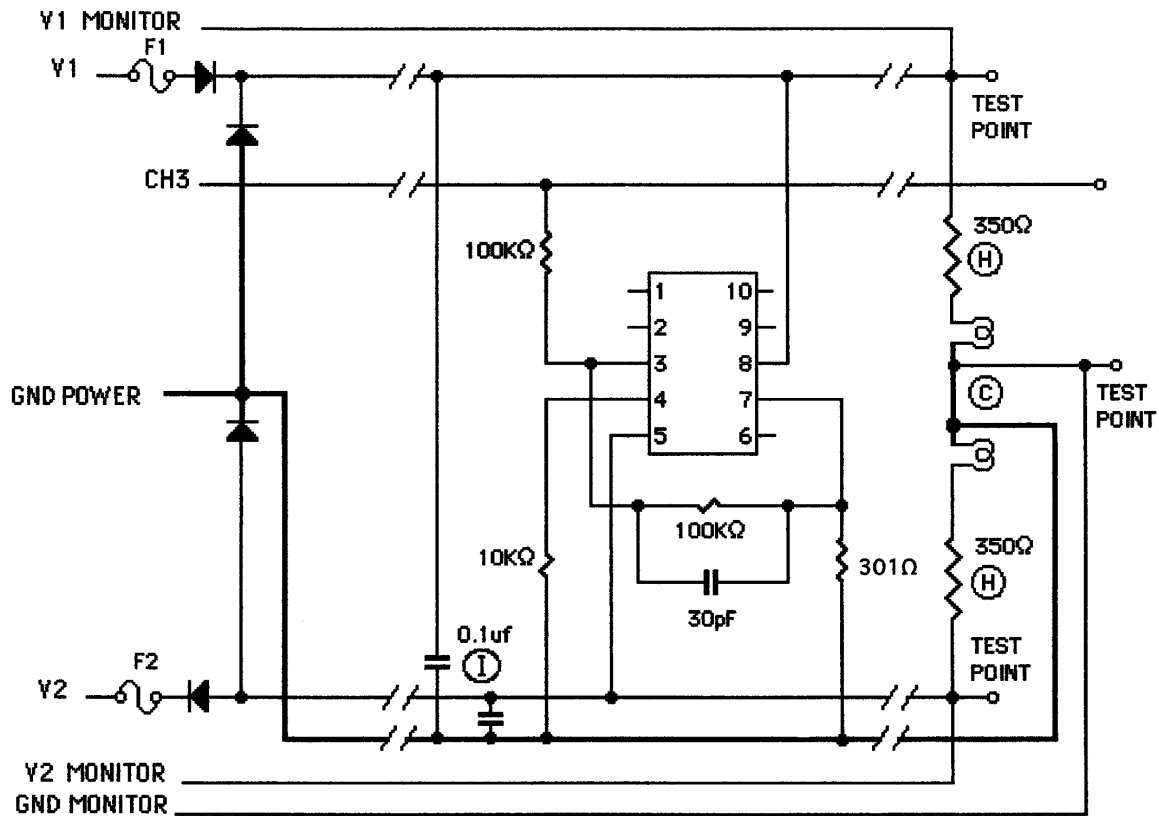 V1 MONITOR
F1
V1
TEST
POINT
CH3
100KΩ
350Ω
H
1 10
2 9
3 8
4 7
5 6
GND POWER
C
TEST
POINT
100KΩ
10KΩ
301Ω
350Ω
H
30pF
0.1uf
I
TEST
POINT
F2
V2
V2 MONITOR
GND MONITOR